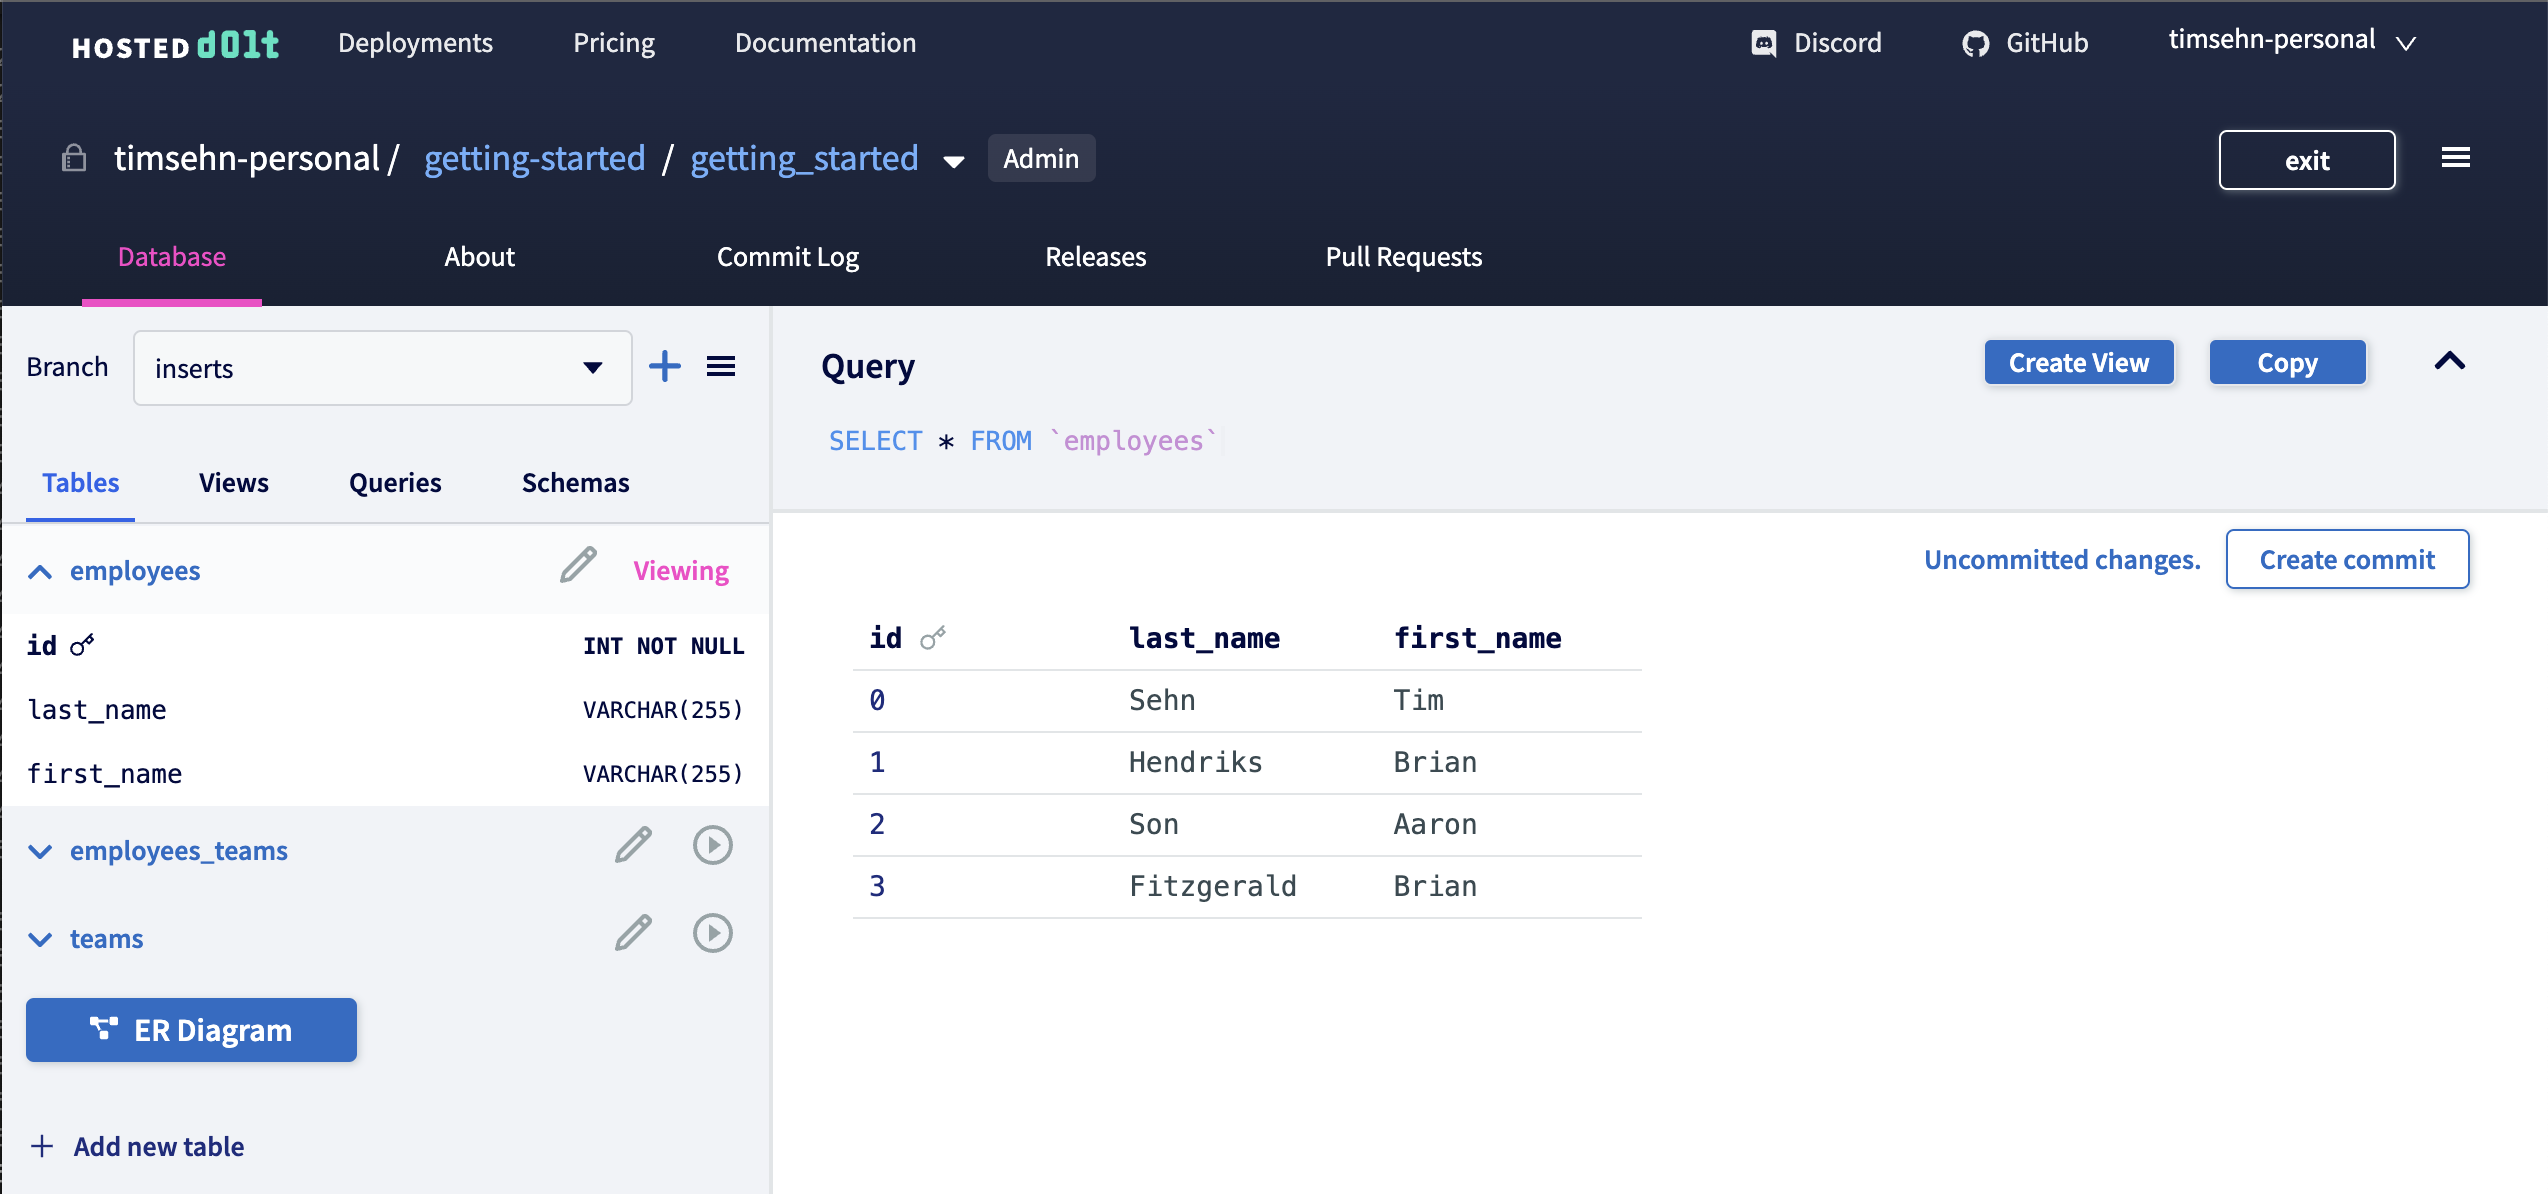 HOSTED dolt Deployments Pricing Documentation Discord GitHub timsehn-personal
timsehn-personal / getting-started / getting_started Admin exit
Database About Commit Log Releases Pull Requests
Branch inserts
Tables Views Queries Schemas
employees Viewing
id INT NOT NULL
last_name VARCHAR(255)
first_name VARCHAR(255)
employees_teams
teams
ER Diagram
Add new table
Query Create View Copy
SELECT * FROM `employees`
Uncommitted changes. Create commit
id last_name first_name
0 Sehn Tim
1 Hendriks Brian
2 Son Aaron
3 Fitzgerald Brian